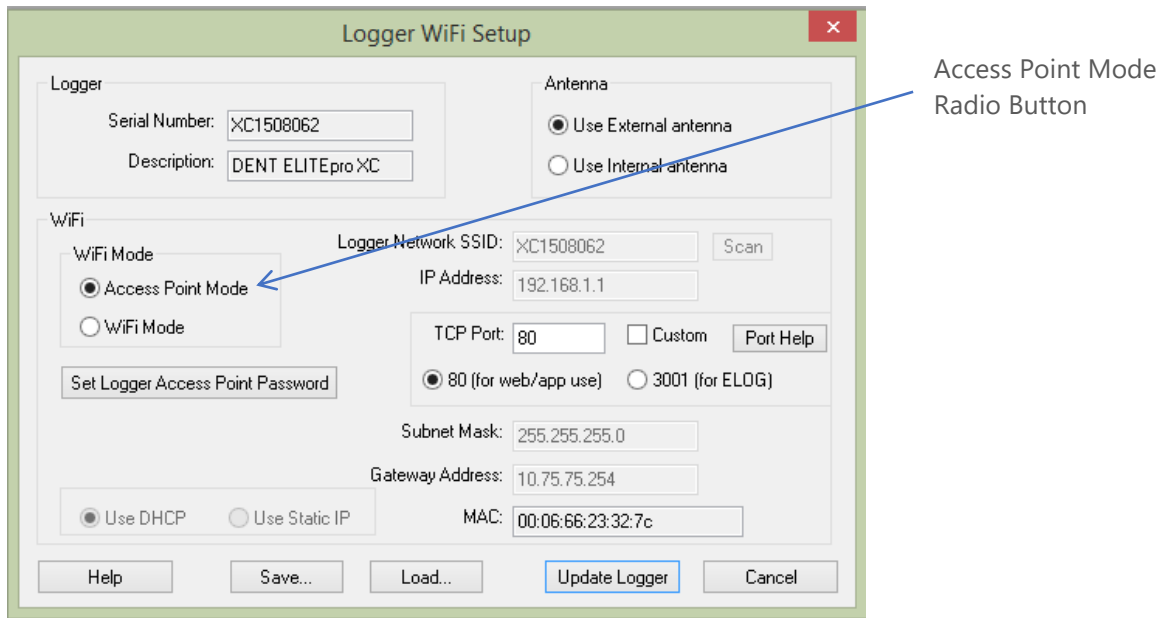 Logger WiFi Setup
Access Point Mode
Radio Button
Logger
Serial Number: XC1508062
Description: DENT ELITEpro XC
Antenna
Use External antenna
Use Internal antenna
WiFi
WiFi Mode
Access Point Mode
WiFi Mode
Set Logger Access Point Password
Logger Network SSID: XC1508062 Scan
IP Address: 192.168.1.1
TCP Port: 80 Custom Port Help
80 (for web/app use) 3001 (for ELOG)
Subnet Mask: 255.255.255.0
Gateway Address: 10.75.75.254
Use DHCP Use Static IP
MAC: 00:06:66:23:32:7c
Help Save... Load... Update Logger Cancel